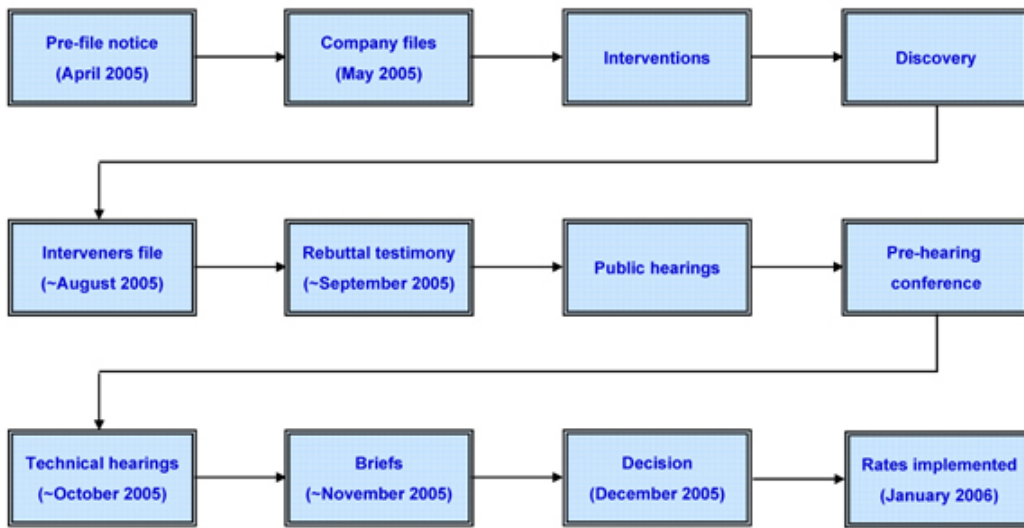 Pre-file notice
(April 2005)
Company files
(May 2005)
Interventions
Discovery
Interveners file
(~August 2005)
Rebuttal testimony
(~September 2005)
Public hearings
Pre-hearing
conference
Technical hearings
(~October 2005)
Briefs
(~November 2005)
Decision
(December 2005)
Rates implemented
(January 2006)